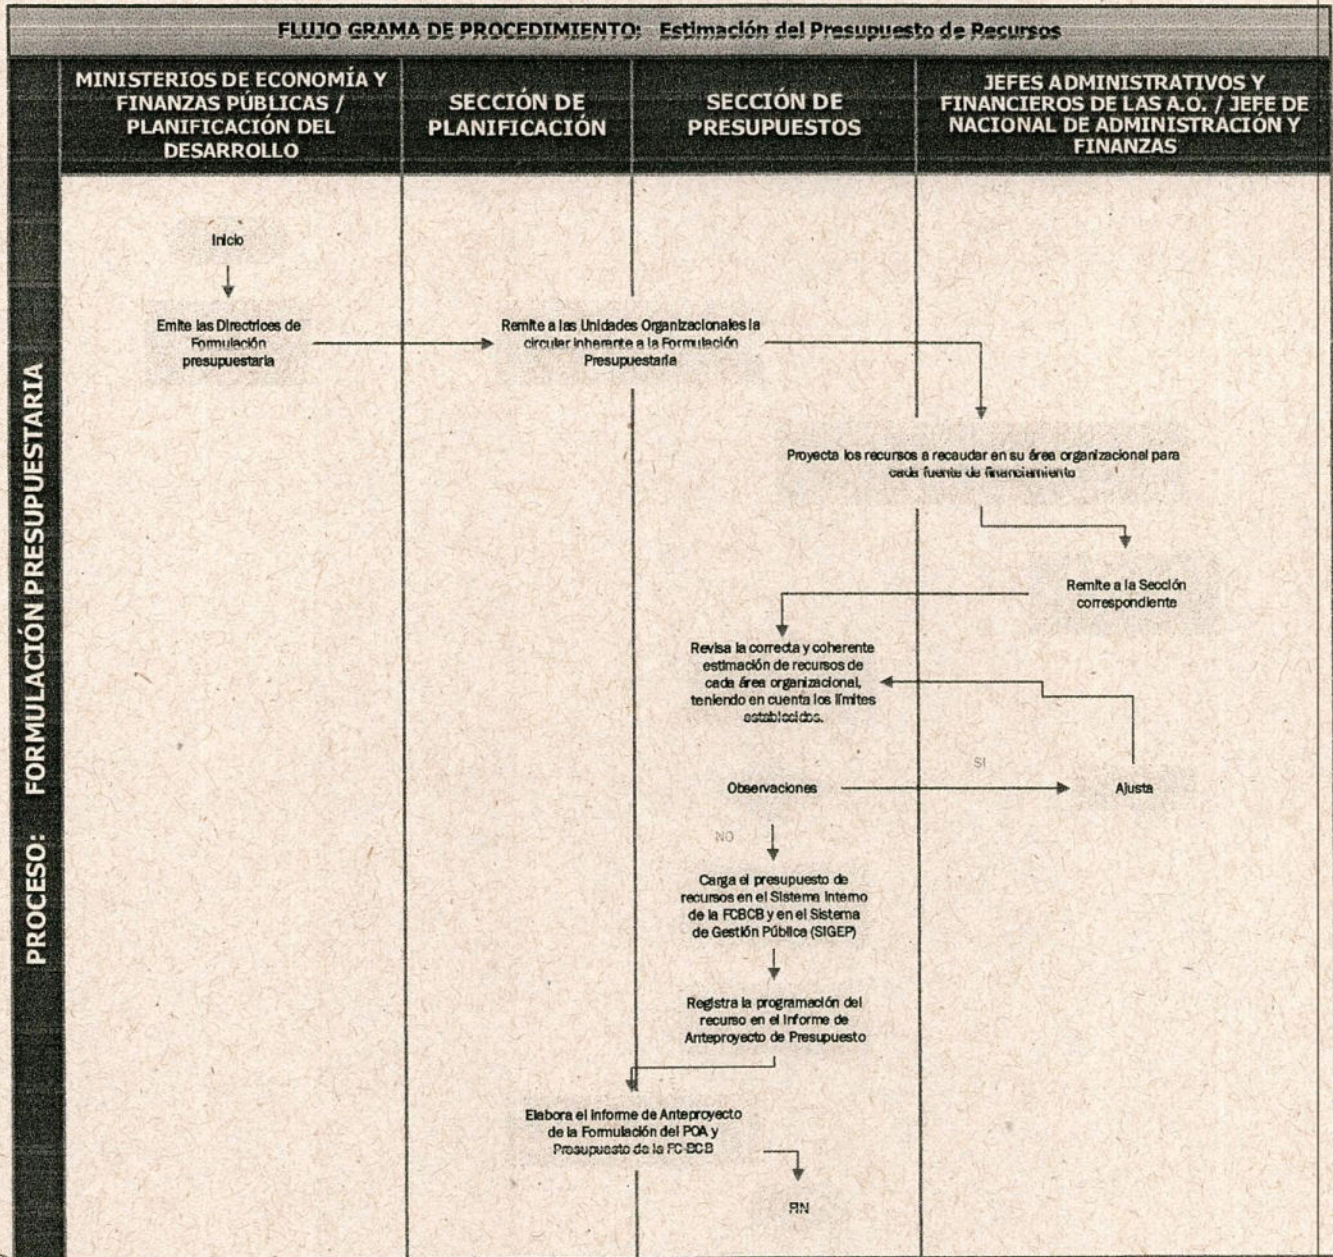 FLUJO GRAMA DE PROCEDIMIENTO: Estimación del Presupuesto de Recursos
MINISTERIOS DE ECONOMÍA Y
FINANZAS PÚBLICAS /
PLANIFICACIÓN DEL
DESARROLLO
SECCIÓN DE
PLANIFICACIÓN
SECCIÓN DE
PRESUPUESTOS
JEFES ADMINISTRATIVOS Y
FINANCIEROS DE LAS A.O. / JEFE DE
NACIONAL DE ADMINISTRACIÓN Y
FINANZAS
PROCESO: FORMULACIÓN PRESUPUESTARIA
Inicio
Emite las Directrices de
Formulación
presupuestaria
Remite a las Unidades Organizacionales la
circular inherente a la Formulación
Presupuestaria
Proyecta los recursos a recaudar en su área organizacional para
cada fuente de financiamiento
Remite a la Sección
correspondiente
Revisa la correcta y coherente
estimación de recursos de
cada área organizacional,
teniendo en cuenta los límites
establecidos.
Observaciones
SI
Ajusta
NO
Carga el presupuesto de
recursos en el Sistema Interno
de la FCBCB y en el Sistema
de Gestión Pública (SIGEP)
Registra la programación del
recurso en el Informe de
Anteproyecto de Presupuesto
Elabora el Informe de Anteproyecto
de la Formulación del POA y
Presupuesto de la FC-BCB
FIN